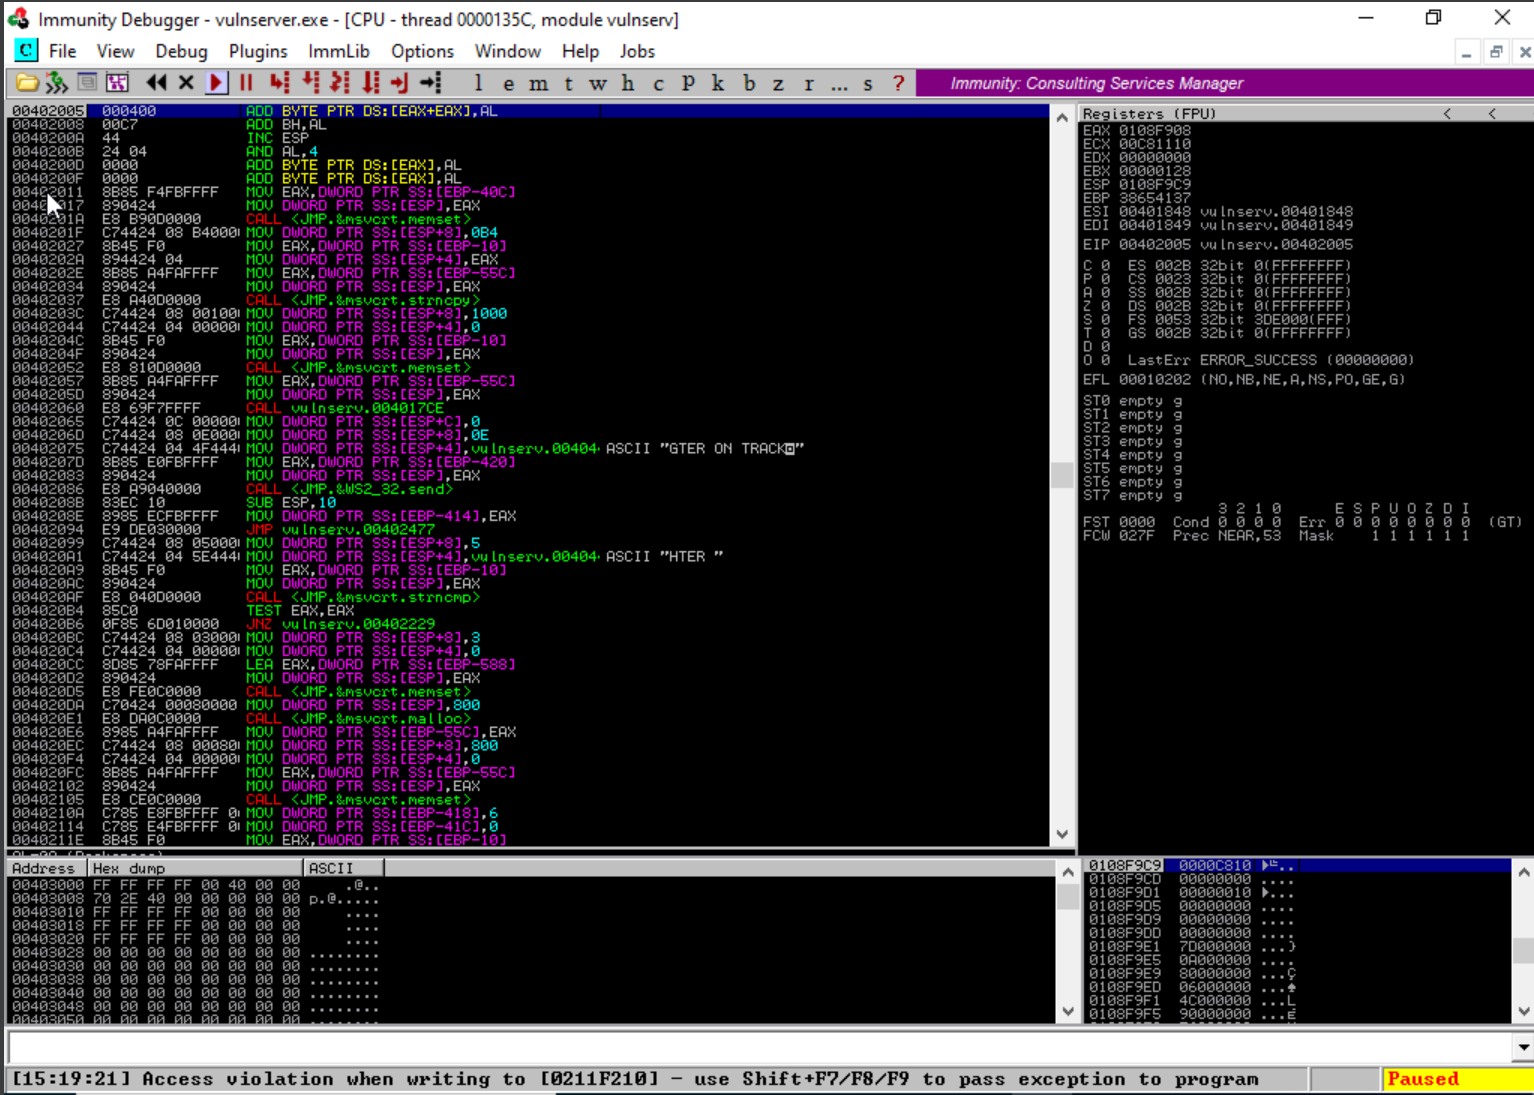 Immunity Debugger - vulnserver.exe - [CPU - thread 0000135C, module vulnserv]
C File View Debug Plugins ImmLib Options Window Help Jobs
l e m t w h c P k b z r ... s ? Immunity: Consulting Services Manager
00402005 000400 ADD BYTE PTR DS:[EAX+EAX],AL
00402008 00C7 ADD BH,AL
0040200A 44 INC ESP
0040200B 24 04 AND AL,4
0040200D 0000 ADD BYTE PTR DS:[EAX],AL
0040200F 0000 ADD BYTE PTR DS:[EAX],AL
00402011 8B85 F4FBFFFF MOV EAX,DWORD PTR SS:[EBP-40C]
00402017 890424 MOV DWORD PTR SS:[ESP],EAX
0040201A E8 B90D0000 CALL <JMP.&msvcrt.memset>
0040201F C74424 08 B4000 MOV DWORD PTR SS:[ESP+8],0B4
00402027 8B45 F0 MOV EAX,DWORD PTR SS:[EBP-10]
0040202A 894424 04 MOV DWORD PTR SS:[ESP+4],EAX
0040202E 8B85 A4FAFFFF MOV EAX,DWORD PTR SS:[EBP-55C]
00402034 890424 MOV DWORD PTR SS:[ESP],EAX
00402037 E8 A40D0000 CALL <JMP.&msvcrt.strncpy>
0040203C C74424 08 00100 MOV DWORD PTR SS:[ESP+8],1000
00402044 C74424 04 00000 MOV DWORD PTR SS:[ESP+4],0
0040204C 8B45 F0 MOV EAX,DWORD PTR SS:[EBP-10]
0040204F 890424 MOV DWORD PTR SS:[ESP],EAX
00402052 E8 810D0000 CALL <JMP.&msvcrt.memset>
00402057 8B85 A4FAFFFF MOV EAX,DWORD PTR SS:[EBP-55C]
0040205D 890424 MOV DWORD PTR SS:[ESP],EAX
00402060 E8 69F7FFFF CALL vulnserv.004017CE
00402065 C74424 0C 00000 MOV DWORD PTR SS:[ESP+C],0
0040206D C74424 08 0E000 MOV DWORD PTR SS:[ESP+8],0E
00402075 C74424 04 4F444 MOV DWORD PTR SS:[ESP+4],vulnserv.00404 ASCII "GTER ON TRACK"
0040207D 8B85 E0FBFFFF MOV EAX,DWORD PTR SS:[EBP-420]
00402083 890424 MOV DWORD PTR SS:[ESP],EAX
00402086 E8 A9040000 CALL <JMP.&WS2_32.send>
0040208B 83EC 10 SUB ESP,10
0040208E 8985 ECFBFFFF MOV DWORD PTR SS:[EBP-414],EAX
00402094 E9 DE030000 JMP vulnserv.00402477
00402099 C74424 08 05000 MOV DWORD PTR SS:[ESP+8],5
004020A1 C74424 04 5E444 MOV DWORD PTR SS:[ESP+4],vulnserv.00404 ASCII "HTER "
004020A9 8B45 F0 MOV EAX,DWORD PTR SS:[EBP-10]
004020AC 890424 MOV DWORD PTR SS:[ESP],EAX
004020AF E8 040D0000 CALL <JMP.&msvcrt.strncmp>
004020B4 85C0 TEST EAX,EAX
004020B6 0F85 6D010000 JNZ vulnserv.00402229
004020BC C74424 08 03000 MOV DWORD PTR SS:[ESP+8],3
004020C4 C74424 04 00000 MOV DWORD PTR SS:[ESP+4],0
004020CC 8D85 78FAFFFF LEA EAX,DWORD PTR SS:[EBP-588]
004020D2 890424 MOV DWORD PTR SS:[ESP],EAX
004020D5 E8 FE0C0000 CALL <JMP.&msvcrt.memset>
004020DA C70424 00080000 MOV DWORD PTR SS:[ESP],800
004020E1 E8 DA0C0000 CALL <JMP.&msvcrt.malloc>
004020E6 8985 A4FAFFFF MOV DWORD PTR SS:[EBP-55C],EAX
004020EC C74424 08 00080 MOV DWORD PTR SS:[ESP+8],800
004020F4 C74424 04 00000 MOV DWORD PTR SS:[ESP+4],0
004020FC 8B85 A4FAFFFF MOV EAX,DWORD PTR SS:[EBP-55C]
00402102 890424 MOV DWORD PTR SS:[ESP],EAX
00402105 E8 CE0C0000 CALL <JMP.&msvcrt.memset>
0040210A C785 E8FBFFFF 0 MOV DWORD PTR SS:[EBP-418],6
00402114 C785 E4FBFFFF 0 MOV DWORD PTR SS:[EBP-41C],0
0040211E 8B45 F0 MOV EAX,DWORD PTR SS:[EBP-10]
Registers (FPU) < <
EAX 0108F908
ECX 00C81110
EDX 00000000
EBX 00000128
ESP 0108F9C9
EBP 38654137
ESI 00401848 vulnserv.00401848
EDI 00401849 vulnserv.00401849
EIP 00402005 vulnserv.00402005
C 0 ES 002B 32bit 0(FFFFFFFF)
P 0 CS 0023 32bit 0(FFFFFFFF)
A 0 SS 002B 32bit 0(FFFFFFFF)
Z 0 DS 002B 32bit 0(FFFFFFFF)
S 0 FS 0053 32bit 3DE000(FFF)
T 0 GS 002B 32bit 0(FFFFFFFF)
D 0
O 0 LastErr ERROR_SUCCESS (00000000)
EFL 00010202 (NO,NB,NE,A,NS,PO,GE,G)
ST0 empty g
ST1 empty g
ST2 empty g
ST3 empty g
ST4 empty g
ST5 empty g
ST6 empty g
ST7 empty g
3 2 1 0 E S P U O Z D I
FST 0000 Cond 0 0 0 0 Err 0 0 0 0 0 0 0 0 (GT)
FCW 027F Prec NEAR,53 Mask 1 1 1 1 1 1
Address Hex dump ASCII
00403000 FF FF FF FF 00 40 00 00 .@..
00403008 70 2E 40 00 00 00 00 00 p.@.....
00403010 FF FF FF FF 00 00 00 00 ....
00403018 FF FF FF FF 00 00 00 00 ....
00403020 FF FF FF FF 00 00 00 00 ....
00403028 00 00 00 00 00 00 00 00 ........
00403030 00 00 00 00 00 00 00 00 ........
00403038 00 00 00 00 00 00 00 00 ........
00403040 00 00 00 00 00 00 00 00 ........
00403048 00 00 00 00 00 00 00 00 ........
00403050 00 00 00 00 00 00 00 00 ........
0108F9C9 0000C810 ►╚..
0108F9CD 00000000 ....
0108F9D1 00000010 ►...
0108F9D5 00000000 ....
0108F9D9 00000000 ....
0108F9DD 00000000 ....
0108F9E1 7D000000 ...}
0108F9E5 0A000000 ....
0108F9E9 80000000 ...Ç
0108F9ED 06000000 ...♠
0108F9F1 4C000000 ...L
0108F9F5 90000000 ...É
[15:19:21] Access violation when writing to [0211F210] - use Shift+F7/F8/F9 to pass exception to program
Paused